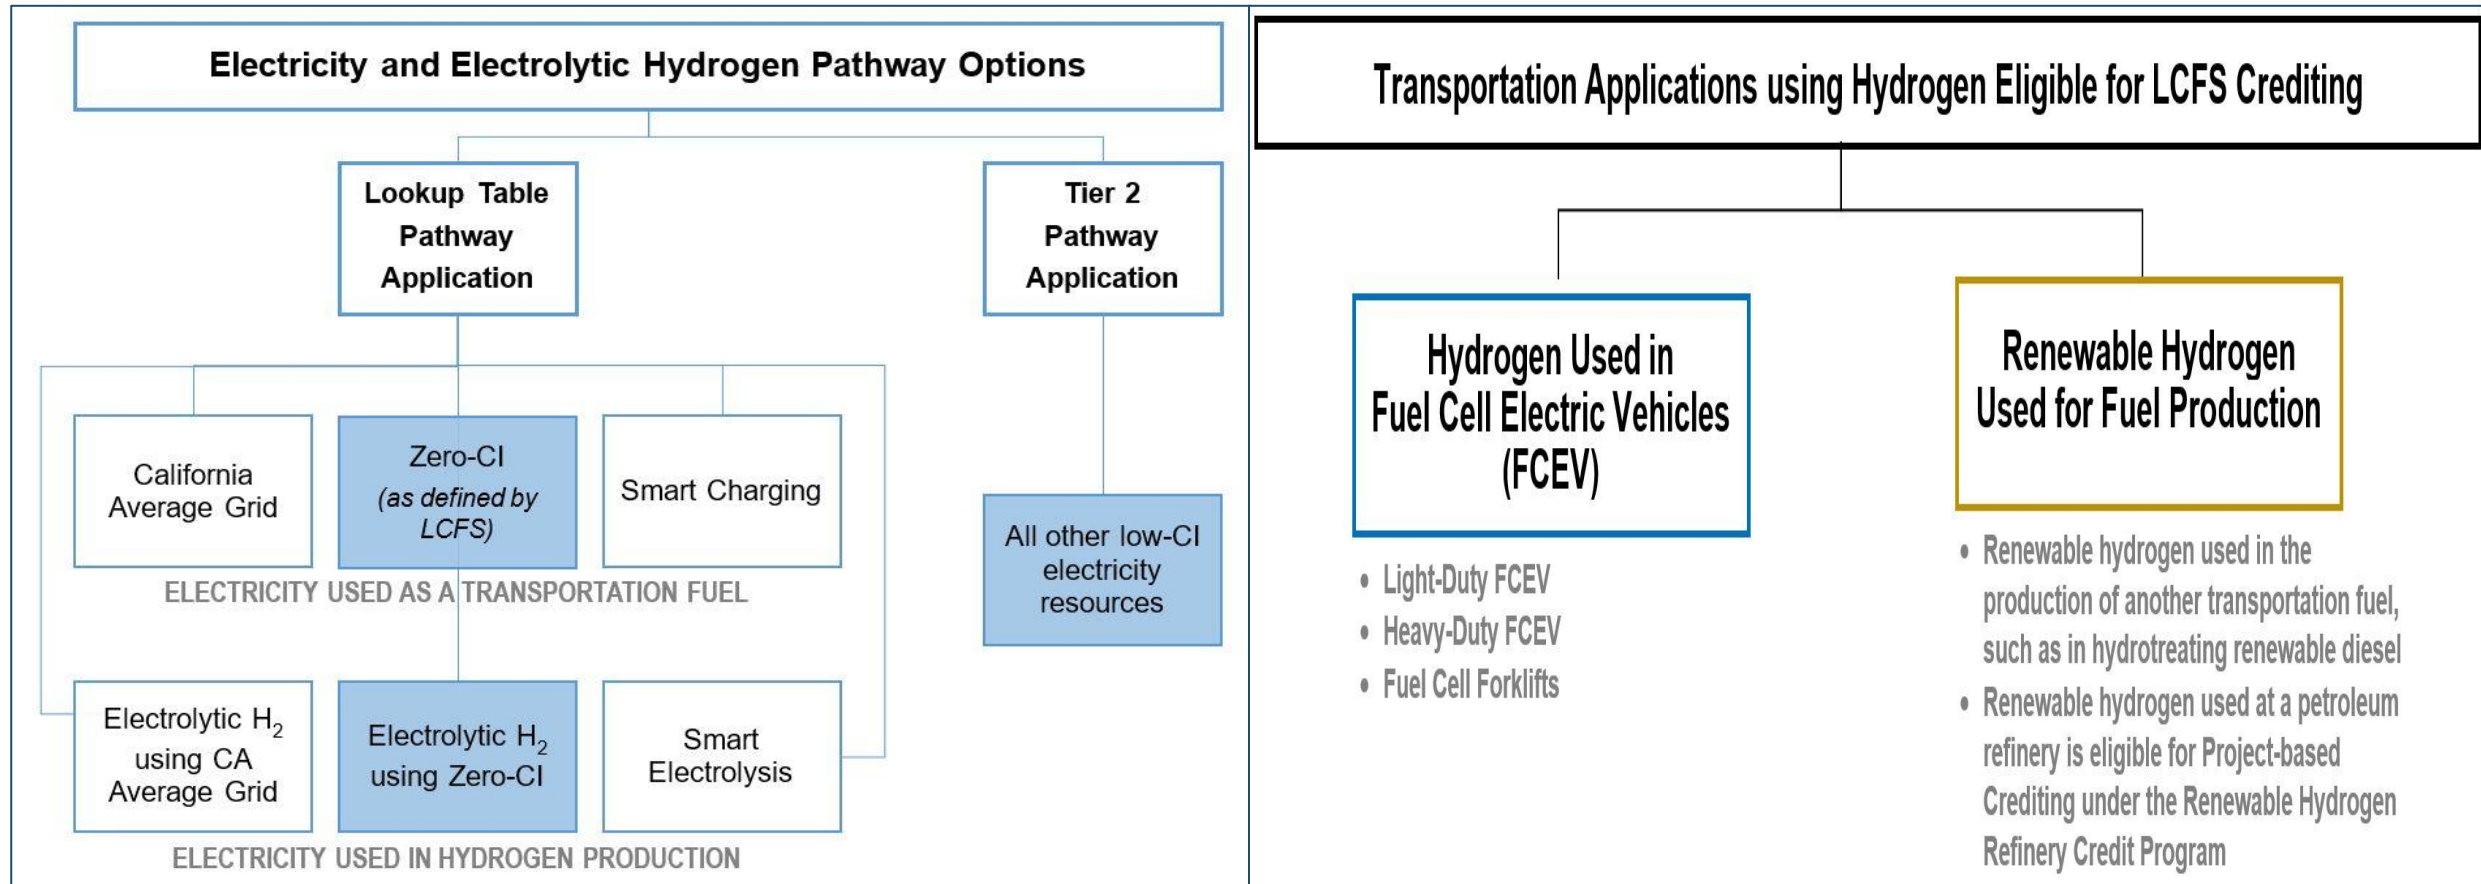 Electricity and Electrolytic Hydrogen Pathway Options
Lookup Table
Pathway
Application
Tier 2
Pathway
Application
California
Average Grid
Zero-CI
(as defined by
LCFS)
Smart Charging
All other low-CI
electricity
resources
ELECTRICITY USED AS A TRANSPORTATION FUEL
Electrolytic H₂
using CA
Average Grid
Electrolytic H₂
using Zero-CI
Smart
Electrolysis
ELECTRICITY USED IN HYDROGEN PRODUCTION
Transportation Applications using Hydrogen Eligible for LCFS Crediting
Hydrogen Used in
Fuel Cell Electric Vehicles
(FCEV)
• Light-Duty FCEV
• Heavy-Duty FCEV
• Fuel Cell Forklifts
Renewable Hydrogen
Used for Fuel Production
• Renewable hydrogen used in the
production of another transportation fuel,
such as in hydrotreating renewable diesel
• Renewable hydrogen used at a petroleum
refinery is eligible for Project-based
Crediting under the Renewable Hydrogen
Refinery Credit Program